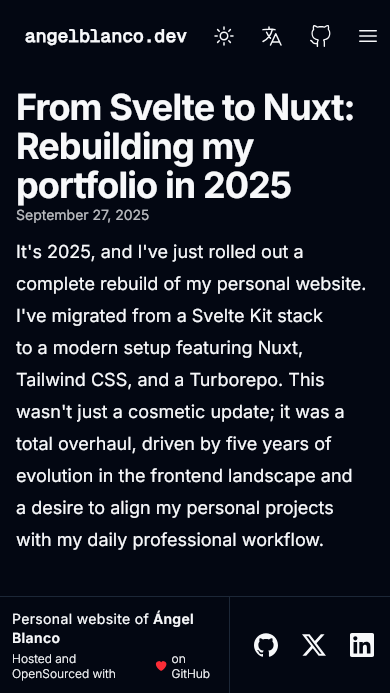 angelblanco.dev
From Svelte to Nuxt:
Rebuilding my
portfolio in 2025
September 27, 2025
It's 2025, and I've just rolled out a
complete rebuild of my personal website.
I've migrated from a Svelte Kit stack
to a modern setup featuring Nuxt,
Tailwind CSS, and a Turborepo. This
wasn't just a cosmetic update; it was a
total overhaul, driven by five years of
evolution in the frontend landscape and
a desire to align my personal projects
with my daily professional workflow.
Personal website of Ángel
Blanco
Hosted and
OpenSourced with
on
GitHub